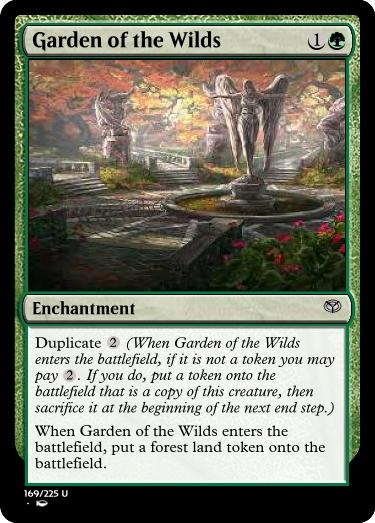 Garden of the Wilds 1
Enchantment
Duplicate 2 (When Garden of the Wilds
enters the battlefield, if it is not a token you may
pay 2. If you do, put a token onto the
battlefield that is a copy of this creature, then
sacrifice it at the beginning of the next end step.)
When Garden of the Wilds enters the
battlefield, put a forest land token onto the
battlefield.
169/225 U